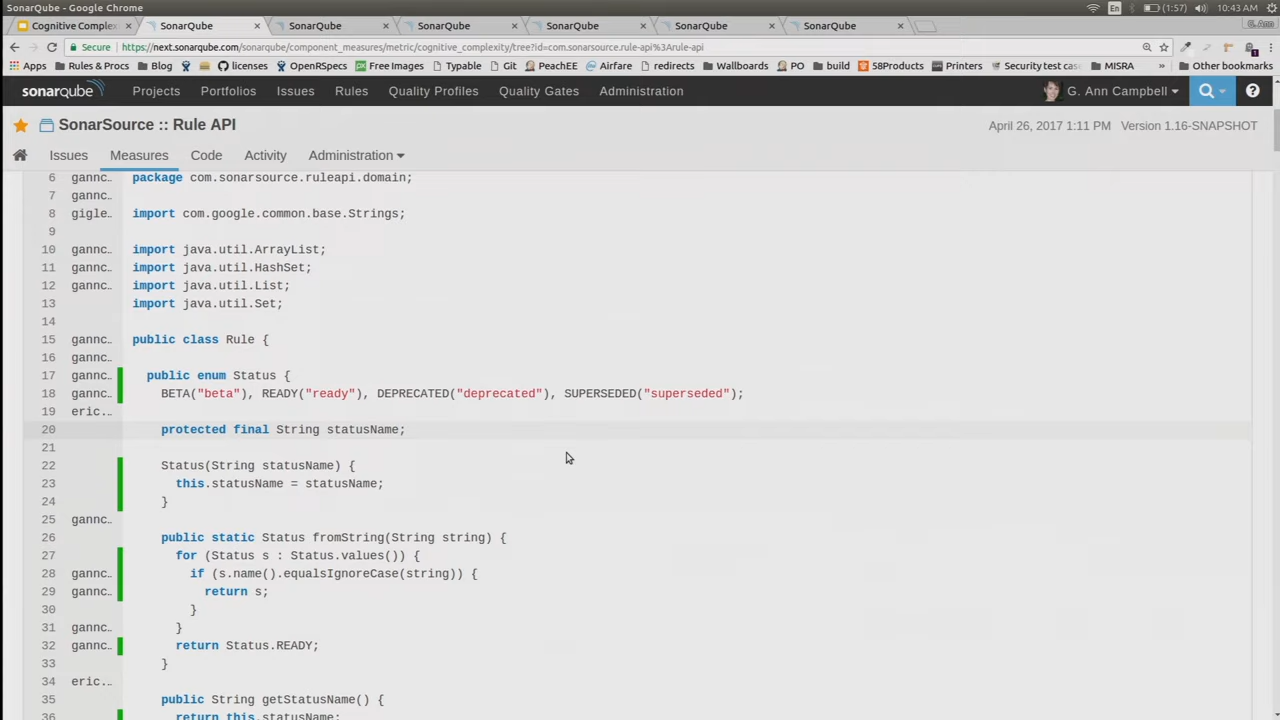 SonarQube - Google Chrome
En
(1:57)
10:43 AM
Cognitive Complex
SonarQube
SonarQube
SonarQube
SonarQube
SonarQube
SonarQube
G. Ann
Secure
https://next.sonarqube.com/sonarqube/component_measures/metric/cognitive_complexity/tree?id=com.sonarsource.rule-api%3Arule-api
Apps
Rules & Procs
Blog
licenses
OpenRSpecs
Free Images
Typable
Git
PeachEE
Airfare
redirects
Wallboards
PO
build
58Products
Printers
Security test cas
MISRA
»
Other bookmarks
sonarqube
Projects
Portfolios
Issues
Rules
Quality Profiles
Quality Gates
Administration
G. Ann Campbell
SonarSource :: Rule API
April 26, 2017 1:11 PM Version 1.16-SNAPSHOT
Issues
Measures
Code
Activity
Administration
6 gannc… package com.sonarsource.ruleapi.domain;
7 gannc…
8 gigle… import com.google.common.base.Strings;
9
10 gannc… import java.util.ArrayList;
11 gannc… import java.util.HashSet;
12 gannc… import java.util.List;
13 import java.util.Set;
14
15 gannc… public class Rule {
16 gannc…
17 gannc… public enum Status {
18 gannc… BETA("beta"), READY("ready"), DEPRECATED("deprecated"), SUPERSEDED("superseded");
19 eric.…
20 protected final String statusName;
21
22 Status(String statusName) {
23 this.statusName = statusName;
24 }
25 gannc…
26 public static Status fromString(String string) {
27 for (Status s : Status.values()) {
28 gannc… if (s.name().equalsIgnoreCase(string)) {
29 gannc… return s;
30 }
31 gannc… }
32 gannc… return Status.READY;
33 }
34 eric.…
35 public String getStatusName() {
36 return this.statusName;